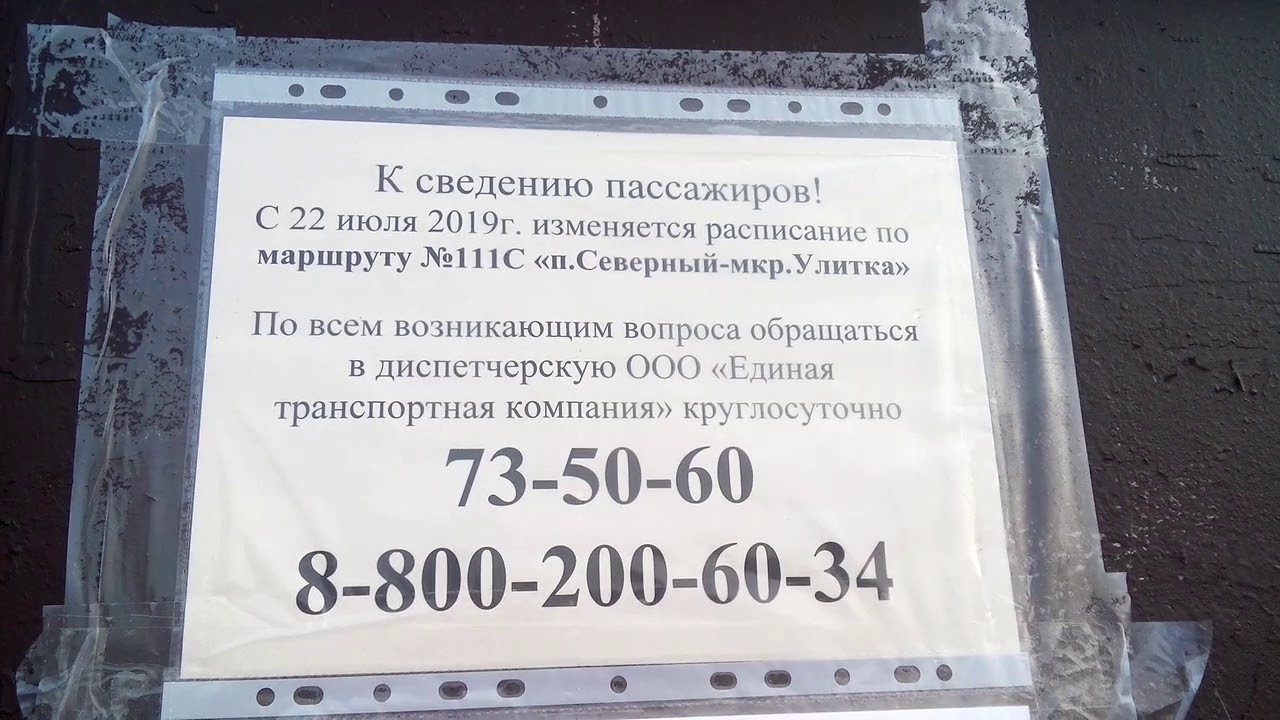 К сведению пассажиров!
С 22 июля 2019г. изменяется расписание по
маршруту №111С «п.Северный-мкр.Улитка»
По всем возникающим вопроса обращаться
в диспетчерскую ООО «Единая
транспортная компания» круглосуточно
73-50-60
8-800-200-60-34